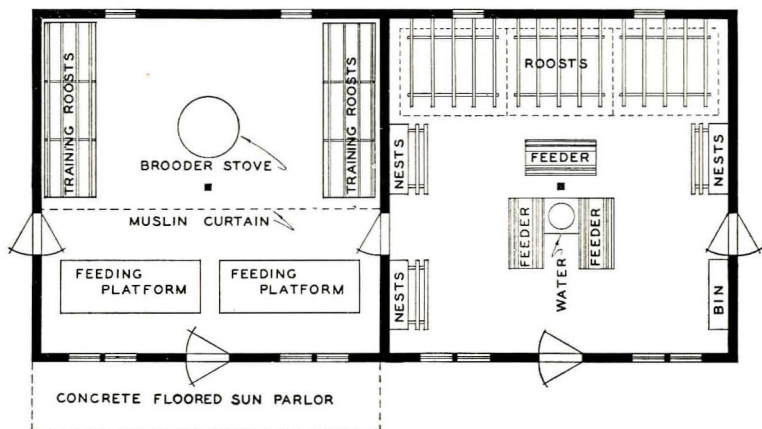 TRAINING ROOSTS
BROODER STOVE
TRAINING ROOSTS
MUSLIN CURTAIN
FEEDING
PLATFORM
FEEDING
PLATFORM
CONCRETE FLOORED SUN PARLOR
ROOSTS
NESTS
FEEDER
NESTS
FEEDER
FEEDER
WATER
NESTS
BIN